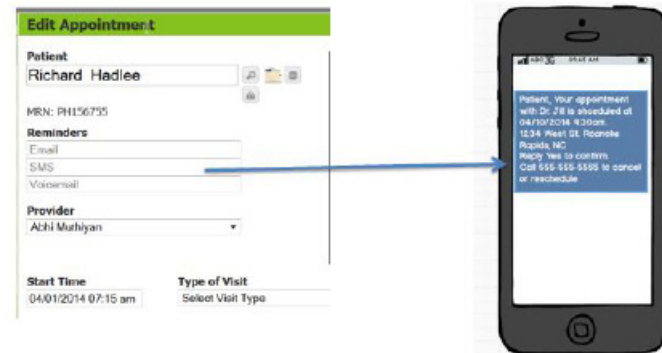 Edit Appointment
Patient
Richard Hadlee
MRN: PH156755
Reminders
Email
SMS
Voicemail
Provider
Abhi Muthiyan
Start Time
04/01/2014 07:15 am
Type of Visit
Select Visit Type
Patient, Your appointment
with Dr. Jill is shceduled at
04/10/2014 4:30am.
1234 West St, Roanoke
Rapids, NC
Reply Yes to confirm
Call 555-555-5555 to cancel
or reschedule